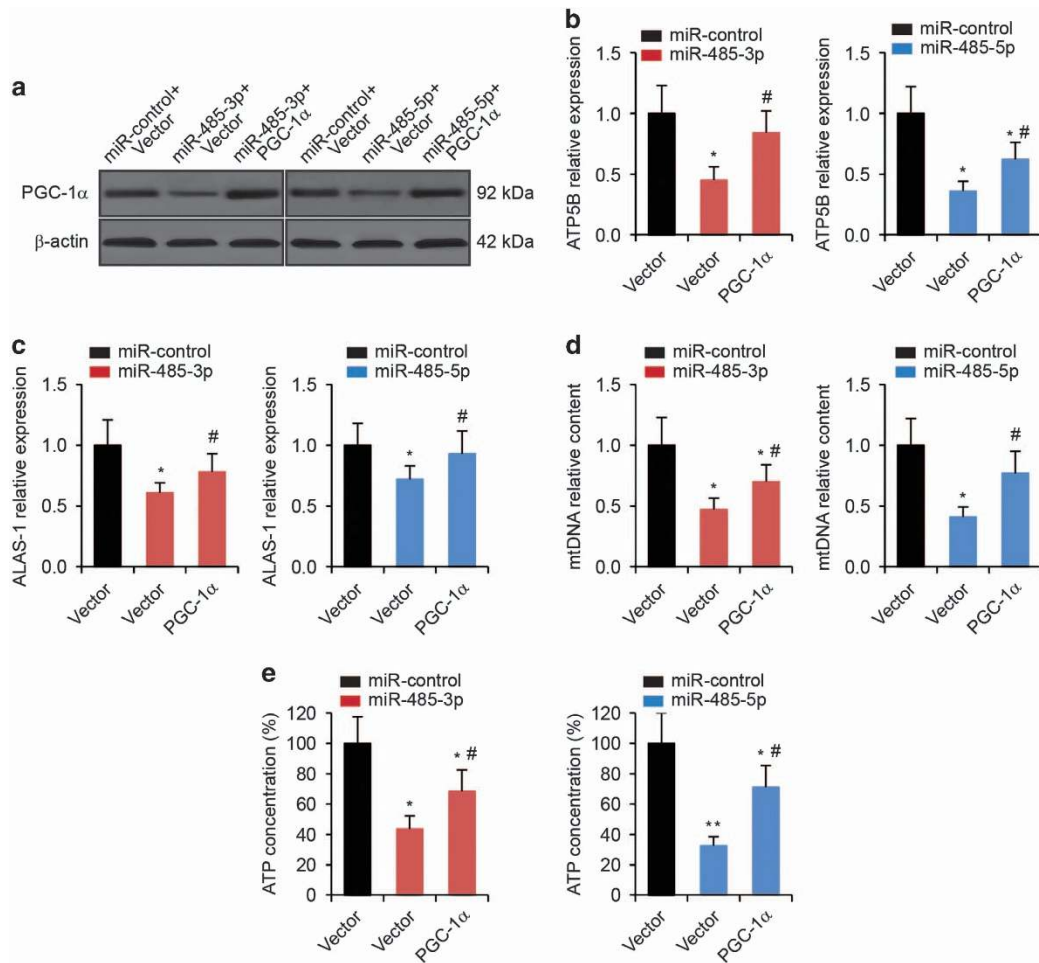 a
miR-control+
Vector
miR-485-3p+
Vector
miR-485-3p+
PGC-1α
miR-control+
Vector
miR-485-5p+
Vector
miR-485-5p+
PGC-1α
PGC-1α
92 kDa
β-actin
42 kDa
b
miR-control
miR-485-3p
ATP5B relative expression
1.5
1.0
0.5
0.0
*
#
Vector
Vector
PGC-1α
miR-control
miR-485-5p
ATP5B relative expression
1.5
1.0
0.5
0.0
*
* #
Vector
Vector
PGC-1α
c
miR-control
miR-485-3p
ALAS-1 relative expression
1.5
1.0
0.5
0.0
*
#
Vector
Vector
PGC-1α
miR-control
miR-485-5p
ALAS-1 relative expression
1.5
1.0
0.5
0.0
*
#
Vector
Vector
PGC-1α
d
miR-control
miR-485-3p
mtDNA relative content
1.5
1.0
0.5
0.0
*
* #
Vector
Vector
PGC-1α
miR-control
miR-485-5p
mtDNA relative content
1.5
1.0
0.5
0.0
*
#
Vector
Vector
PGC-1α
e
miR-control
miR-485-3p
ATP concentration (%)
120
100
80
60
40
20
0
*
* #
Vector
Vector
PGC-1α
miR-control
miR-485-5p
ATP concentration (%)
120
100
80
60
40
20
0
**
* #
Vector
Vector
PGC-1α